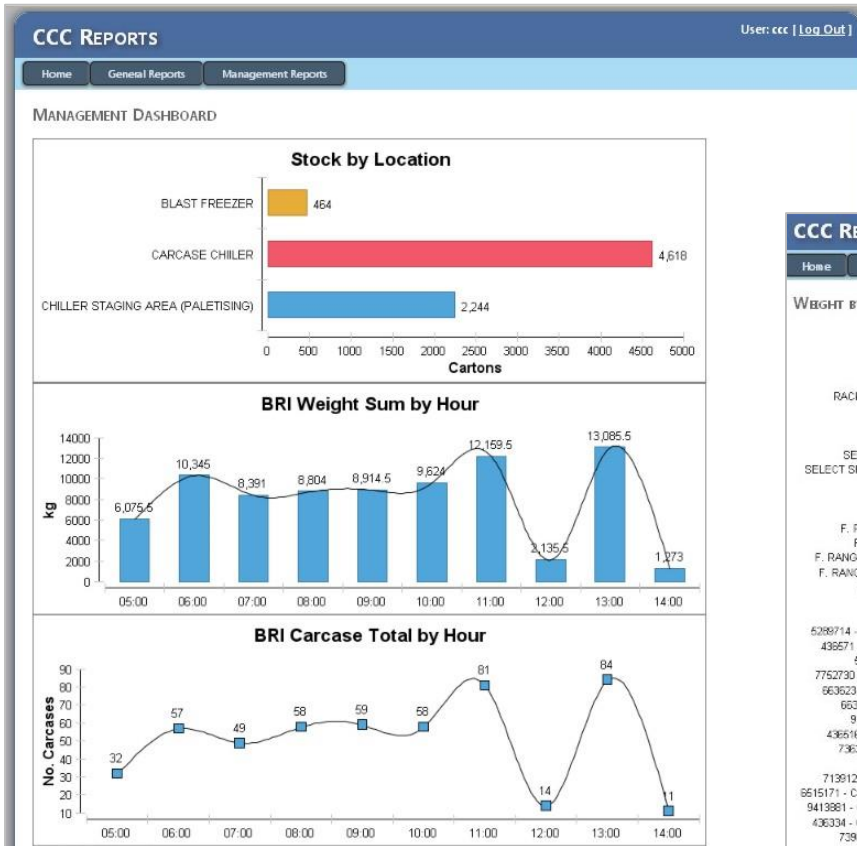 CCC REPORTS
User: ccc [ Log Out ]
Home General Reports Management Reports
MANAGEMENT DASHBOARD
Stock by Location
BLAST FREEZER 464
CARCASE CHIILER 4,618
CHILLER STAGING AREA (PALETISING) 2,244
0 500 1000 1500 2000 2500 3000 3500 4000 4500 5000
Cartons
BRI Weight Sum by Hour
kg
14000
12000
10000
8000
6000
4000
2000
0
6,075.5 10,345 8,391 8,804 8,914.5 9,624 12,159.5 2,135.5 13,085.5 1,273
05:00 06:00 07:00 08:00 09:00 10:00 11:00 12:00 13:00 14:00
BRI Carcase Total by Hour
No. Carcases
90
80
70
60
50
40
30
20
10
32 57 49 58 59 58 81 14 84 11
05:00 06:00 07:00 08:00 09:00 10:00 11:00 12:00 13:00 14:00
CCC RE
Home
WEIGHT B
RACK
SE
SELECT
F. RANG
F. RANG
5289714 -
436571
7752730
663623
663
43651
736
713912
6515171 - C
9413881 -
436334 -
739